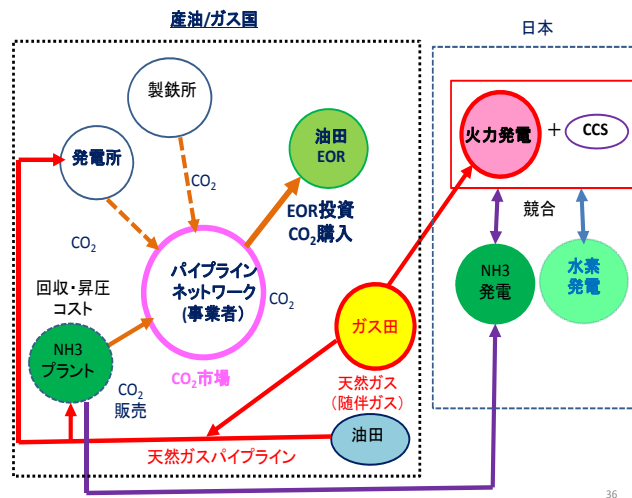 産油/ガス国
日本
製鉄所
発電所
油田
EOR
火力発電
+
CCS
CO2
CO2
EOR投資
CO2購入
競合
パイプライン
ネットワーク
(事業者)
CO2
回収・昇圧
コスト
NH3
発電
水素
発電
ガス田
NH3
プラント
CO2市場
天然ガス
(随伴ガス)
CO2
販売
油田
天然ガスパイプライン
36